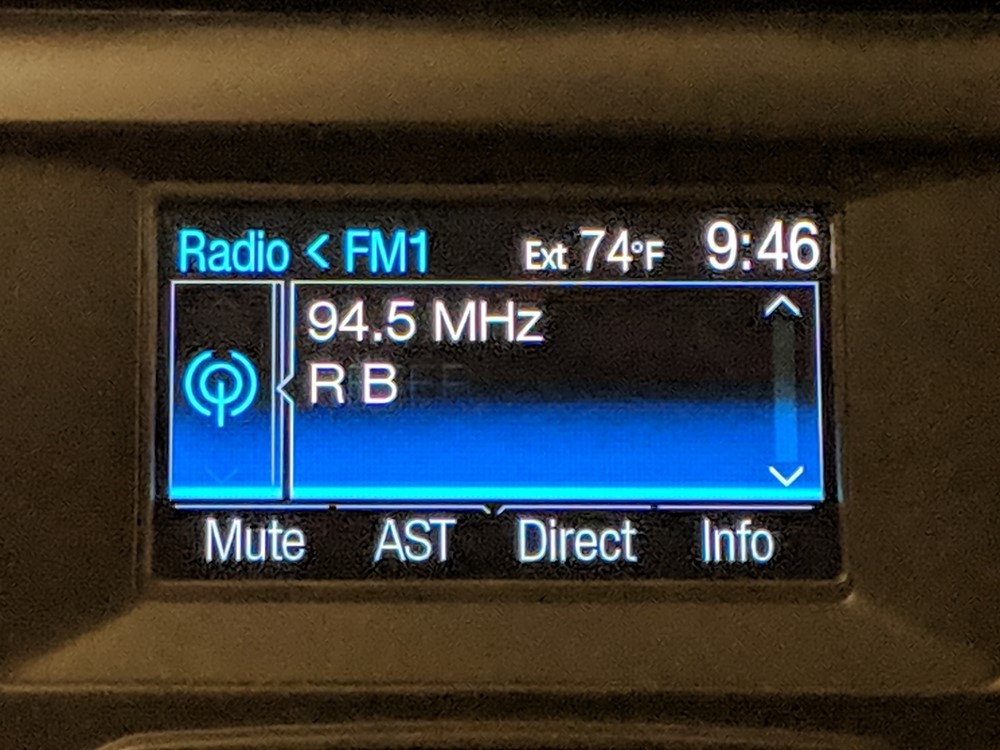 Radio < FM1 Ext 74°F 9:46
94.5 MHz
R B
Mute AST Direct Info